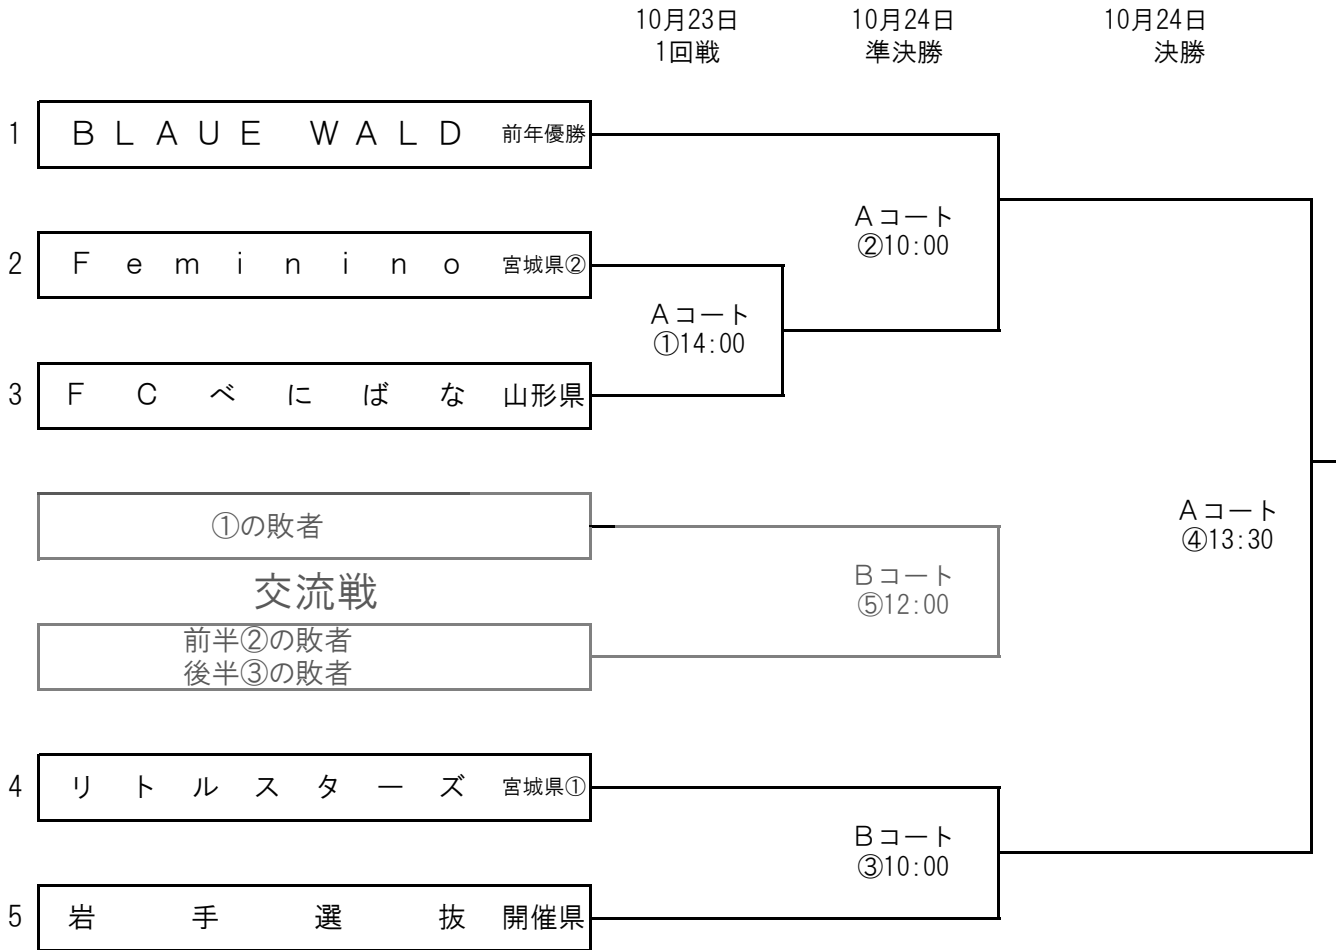 10月23日 10月24日 10月24日
1回戦 準決勝 決勝
1 ＢＬＡＵＥ ＷＡＬＤ 前年優勝
Ａコート
②10:00
2 Ｆｅｍｉｎｉｎｏ 宮城県②
Ａコート
①14:00
3 ＦＣべにばな 山形県
①の敗者
Ａコート
④13:30
交流戦
Ｂコート
⑤12:00
前半②の敗者
後半③の敗者
4 リトルスターズ 宮城県①
Ｂコート
③10:00
5 岩手選抜 開催県